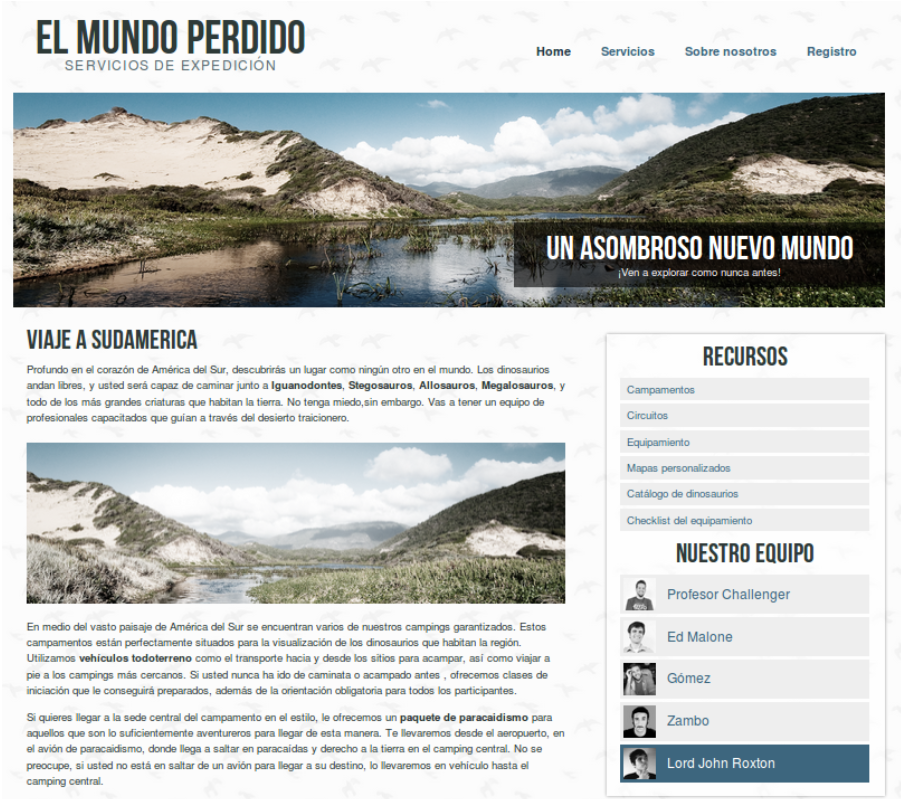 EL MUNDO PERDIDO
SERVICIOS DE EXPEDICIÓN
Home Servicios Sobre nosotros Registro
UN ASOMBROSO NUEVO MUNDO
¡Ven a explorar como nunca antes!
VIAJE A SUDAMERICA
Profundo en el corazón de América del Sur, descubrirás un lugar como ningún otro en el mundo. Los dinosaurios
andan libres, y usted será capaz de caminar junto a Iguanodontes, Stegosauros, Allosauros, Megalosauros, y
todo de los más grandes criaturas que habitan la tierra. No tenga miedo,sin embargo. Vas a tener un equipo de
profesionales capacitados que guían a través del desierto traicionero.
En medio del vasto paisaje de América del Sur se encuentran varios de nuestros campings garantizados. Estos
campamentos están perfectamente situados para la visualización de los dinosaurios que habitan la región.
Utilizamos vehículos todoterreno como el transporte hacia y desde los sitios para acampar, así como viajar a
pie a los campings más cercanos. Si usted nunca ha ido de caminata o acampado antes , ofrecemos clases de
iniciación que le conseguirá preparados, además de la orientación obligatoria para todos los participantes.
Si quieres llegar a la sede central del campamento en el estilo, le ofrecemos un paquete de paracaidismo para
aquellos que son lo suficientemente aventureros para llegar de esta manera. Te llevaremos desde el aeropuerto, en
el avión de paracaidismo, donde llega a saltar en paracaídas y derecho a la tierra en el camping central. No se
preocupe, si usted no está en saltar de un avión para llegar a su destino, lo llevaremos en vehículo hasta el
camping central.
RECURSOS
Campamentos
Circuitos
Equipamiento
Mapas personalizados
Catálogo de dinosaurios
Checklist del equipamiento
NUESTRO EQUIPO
Profesor Challenger
Ed Malone
Gómez
Zambo
Lord John Roxton